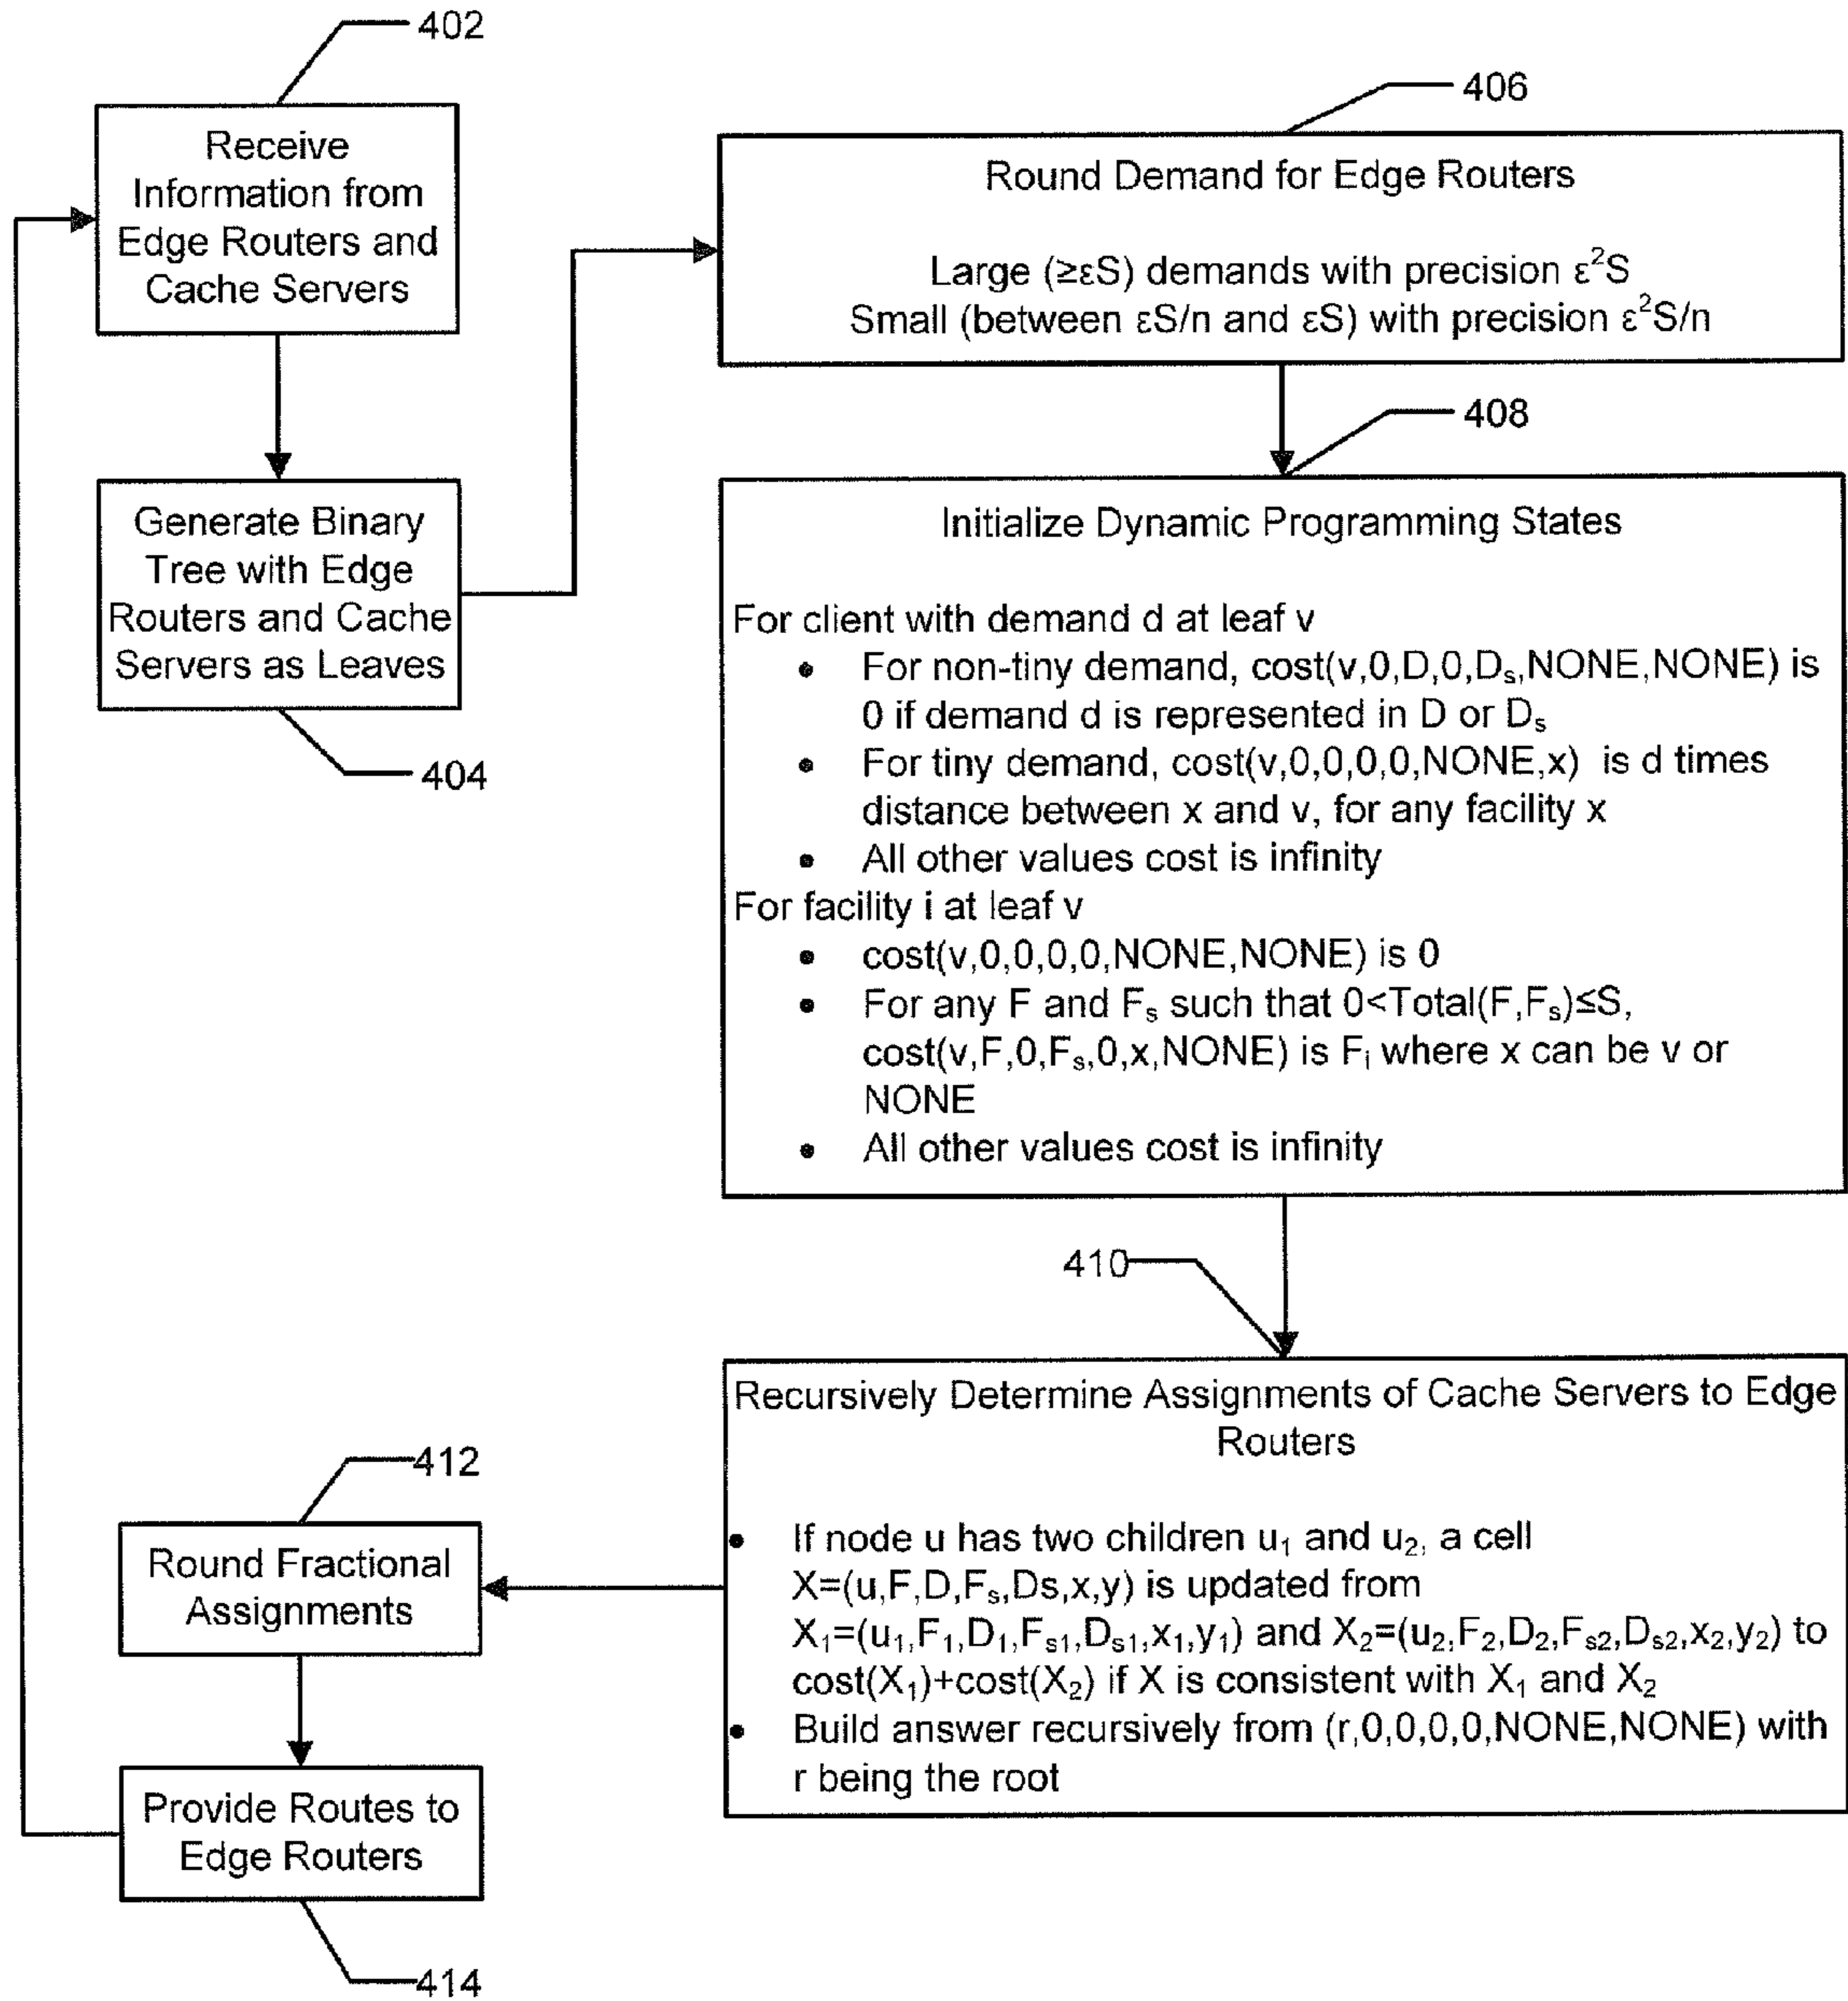 402
Receive
Information from
Edge Routers and
Cache Servers
Generate Binary
Tree with Edge
Routers and Cache
Servers as Leaves
404
406
Round Demand for Edge Routers
Large (≥εS) demands with precision ε²S
Small (between εS/n and εS) with precision ε²S/n
408
Initialize Dynamic Programming States
For client with demand d at leaf v
• For non-tiny demand, cost(v,0,D,0,Dₛ,NONE,NONE) is
0 if demand d is represented in D or Dₛ
• For tiny demand, cost(v,0,0,0,0,NONE,x) is d times
distance between x and v, for any facility x
• All other values cost is infinity
For facility i at leaf v
• cost(v,0,0,0,0,NONE,NONE) is 0
• For any F and Fₛ such that 0<Total(F,Fₛ)≤S,
cost(v,F,0,Fₛ,0,x,NONE) is Fᵢ where x can be v or
NONE
• All other values cost is infinity
410
Recursively Determine Assignments of Cache Servers to Edge
Routers
• If node u has two children u₁ and u₂, a cell
X=(u,F,D,Fₛ,Ds,x,y) is updated from
X₁=(u₁,F₁,D₁,Fₛ₁,Dₛ₁,x₁,y₁) and X₂=(u₂,F₂,D₂,Fₛ₂,Dₛ₂,x₂,y₂) to
cost(X₁)+cost(X₂) if X is consistent with X₁ and X₂
• Build answer recursively from (r,0,0,0,0,NONE,NONE) with
r being the root
412
Round Fractional
Assignments
Provide Routes to
Edge Routers
414